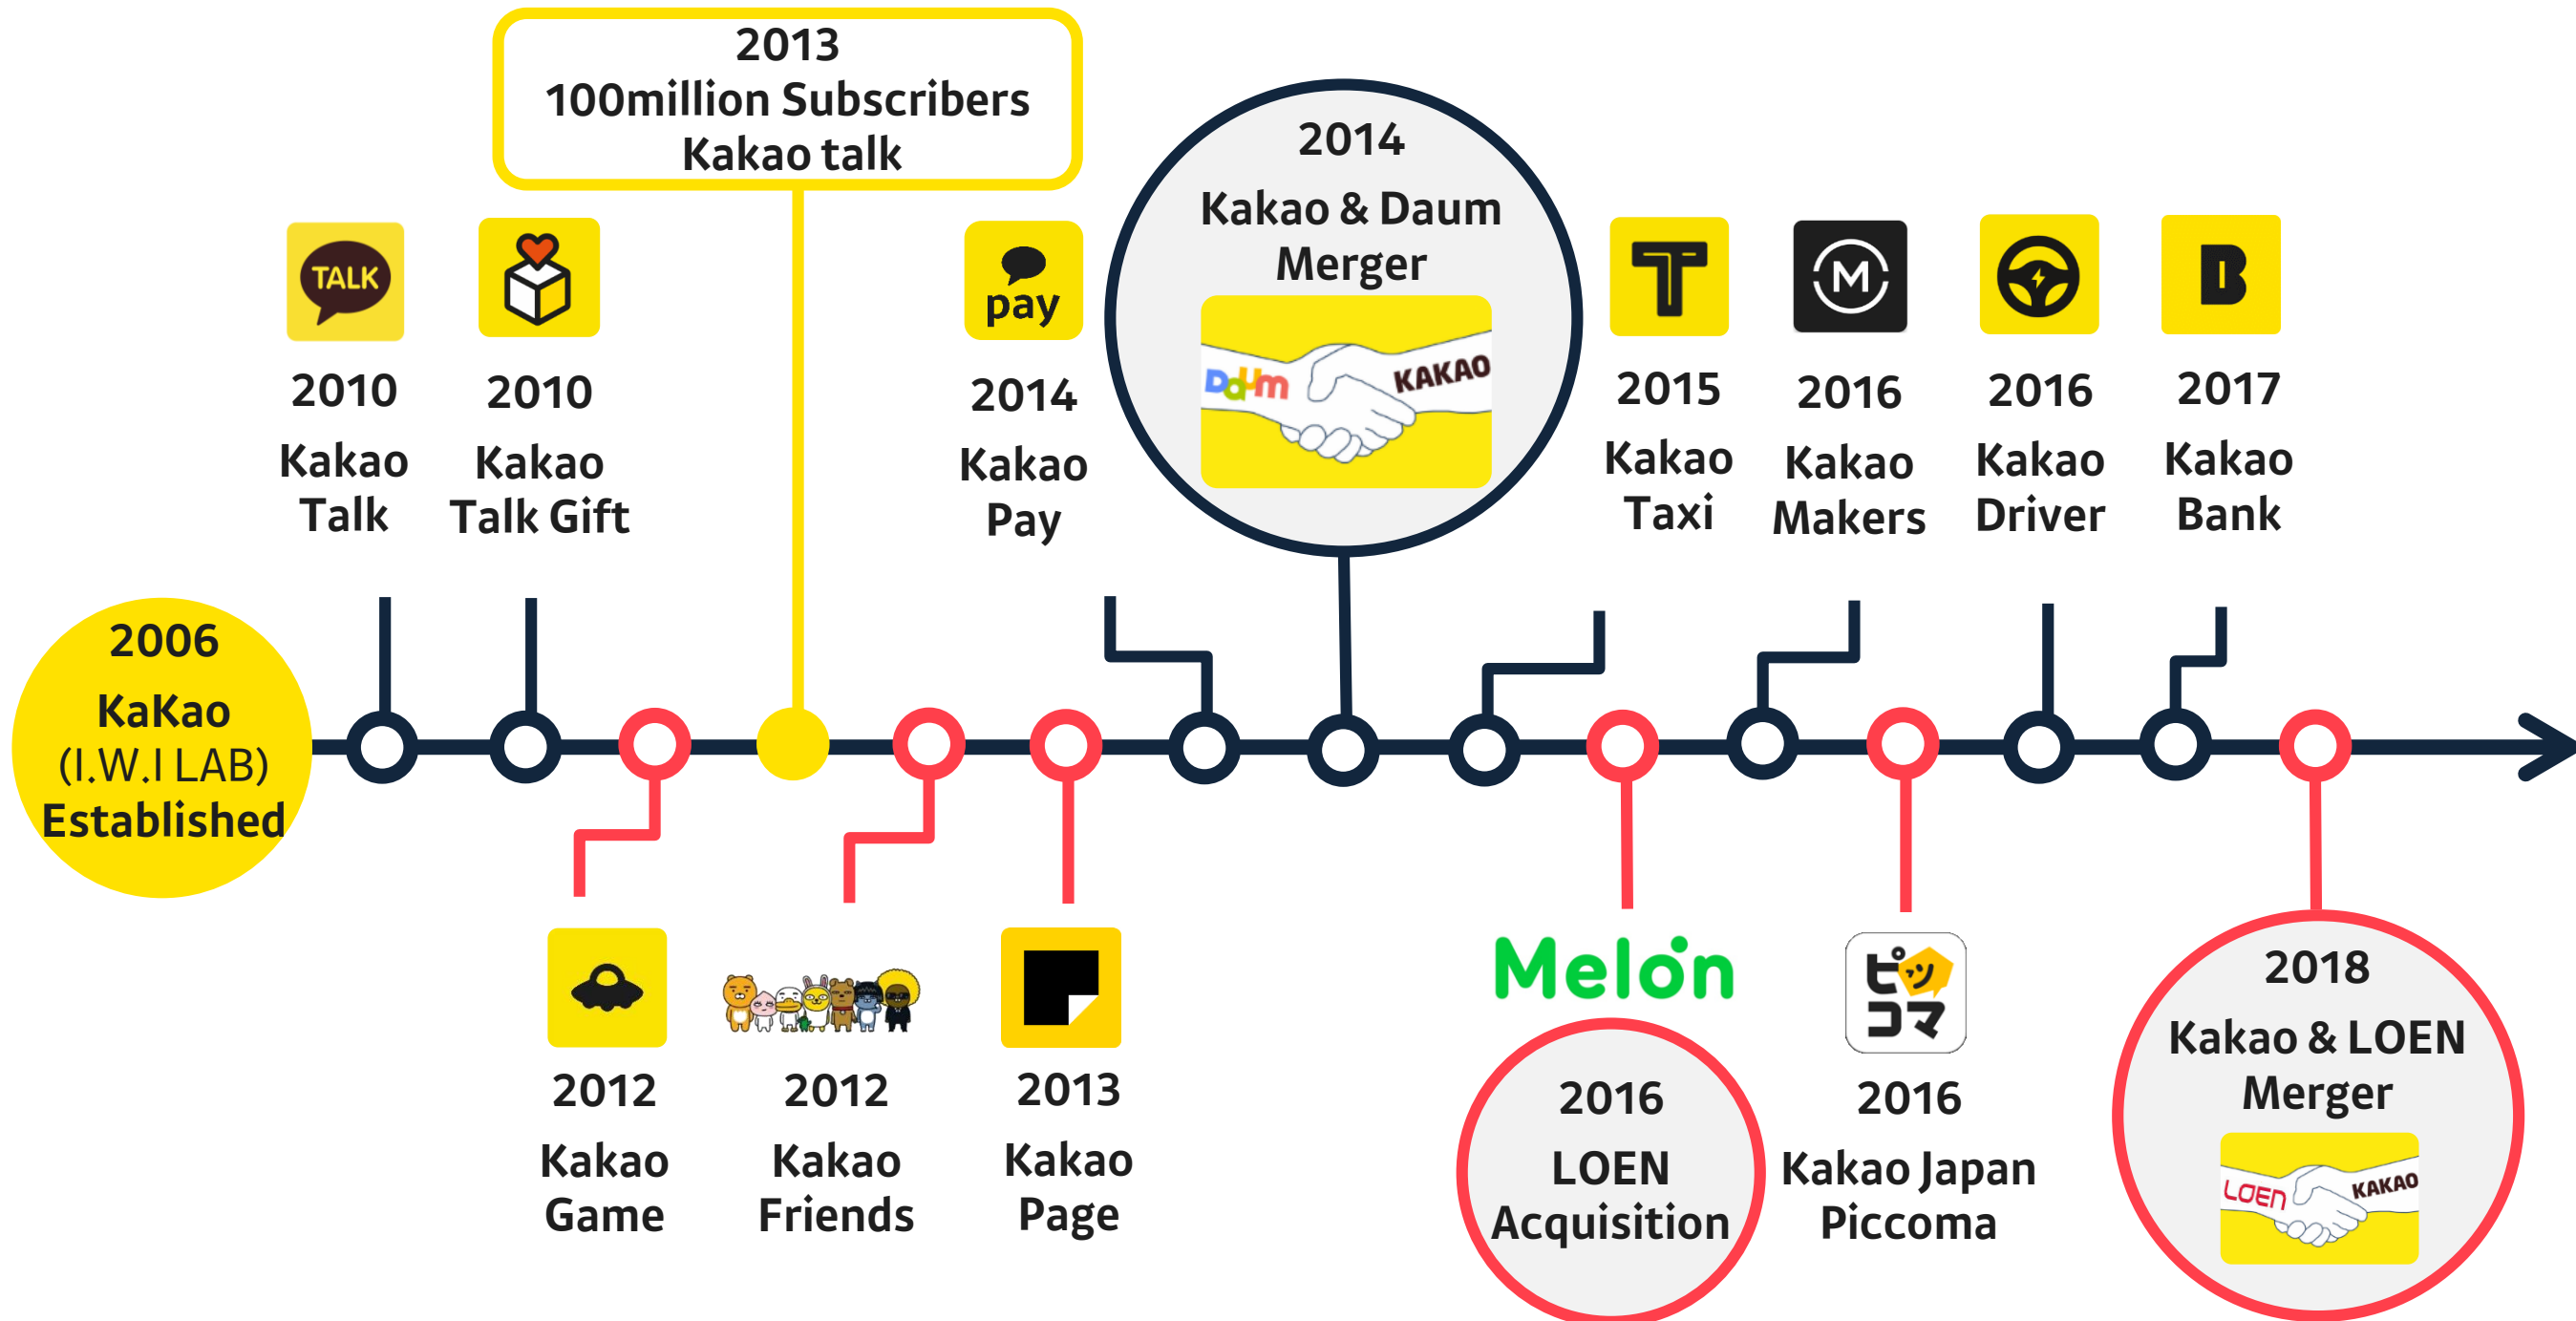 2013
100million Subscribers
Kakao talk
TALK
2010
Kakao
Talk
2010
Kakao
Talk Gift
pay
2014
Kakao
Pay
2014
Kakao & Daum
Merger
Daum
KAKAO
T
2015
Kakao
Taxi
M
2016
Kakao
Makers
2016
Kakao
Driver
B
2017
Kakao
Bank
2006
KaKao
(I.W.I LAB)
Established
2012
Kakao
Game
2012
Kakao
Friends
2013
Kakao
Page
Melon
2016
LOEN
Acquisition
ピッ
コマ
2016
Kakao Japan
Piccoma
2018
Kakao & LOEN
Merger
LOEN
KAKAO